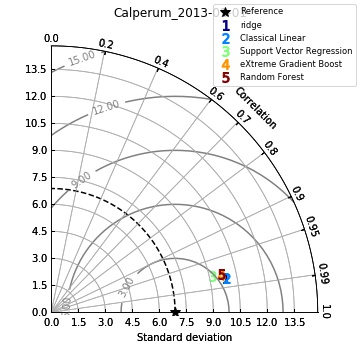 Calperum_2013-
Reference
1 ridge
2 Classical Linear
3 Support Vector Regression
4 eXtreme Gradient Boost
5 Random Forest
0.0
0.2
0.4
0.6
0.7
0.8
0.9
0.95
0.99
1.0
Correlation
15.00
12.00
9.00
3.00
13.5
12.0
10.5
9.0
7.5
6.0
4.5
3.0
1.5
0.0
3 5 2
0.0 1.5 3.0 4.5 6.0 7.5 9.0 10.5 12.0 13.5
Standard deviation